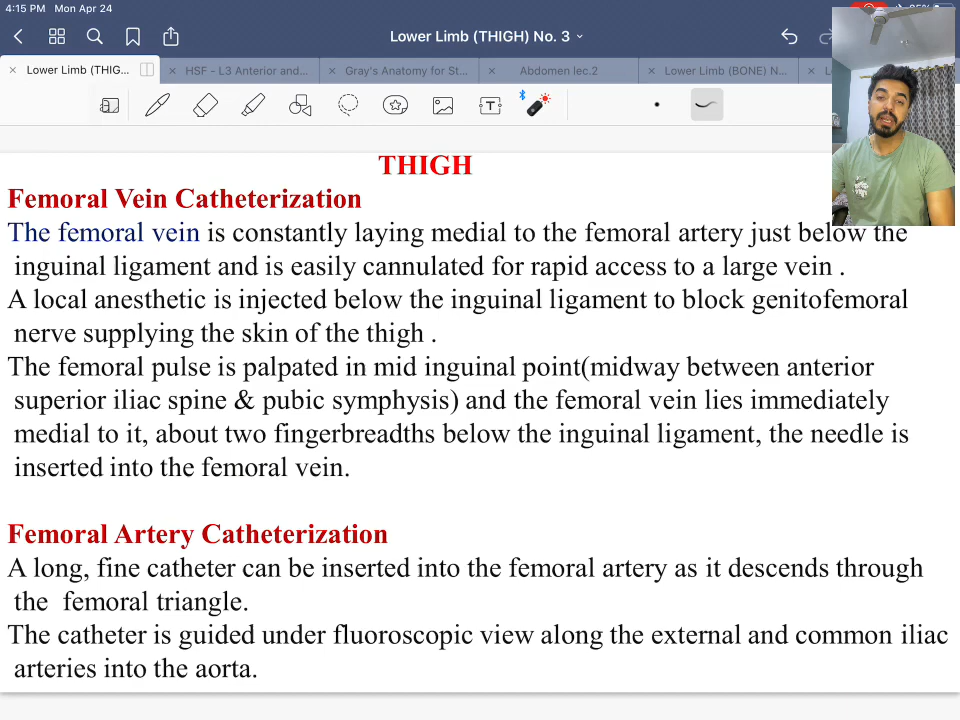 4:15 PM Mon Apr 24
Lower Limb (THIGH) No. 3
Lower Limb (THIG...
HSF - L3 Anterior and...
Gray's Anatomy for St...
Abdomen lec.2
Lower Limb (BONE) N...
THIGH
Femoral Vein Catheterization
The femoral vein is constantly laying medial to the femoral artery just below the
inguinal ligament and is easily cannulated for rapid access to a large vein .
A local anesthetic is injected below the inguinal ligament to block genitofemoral
nerve supplying the skin of the thigh .
The femoral pulse is palpated in mid inguinal point(midway between anterior
superior iliac spine & pubic symphysis) and the femoral vein lies immediately
medial to it, about two fingerbreadths below the inguinal ligament, the needle is
inserted into the femoral vein.
Femoral Artery Catheterization
A long, fine catheter can be inserted into the femoral artery as it descends through
the femoral triangle.
The catheter is guided under fluoroscopic view along the external and common iliac
arteries into the aorta.